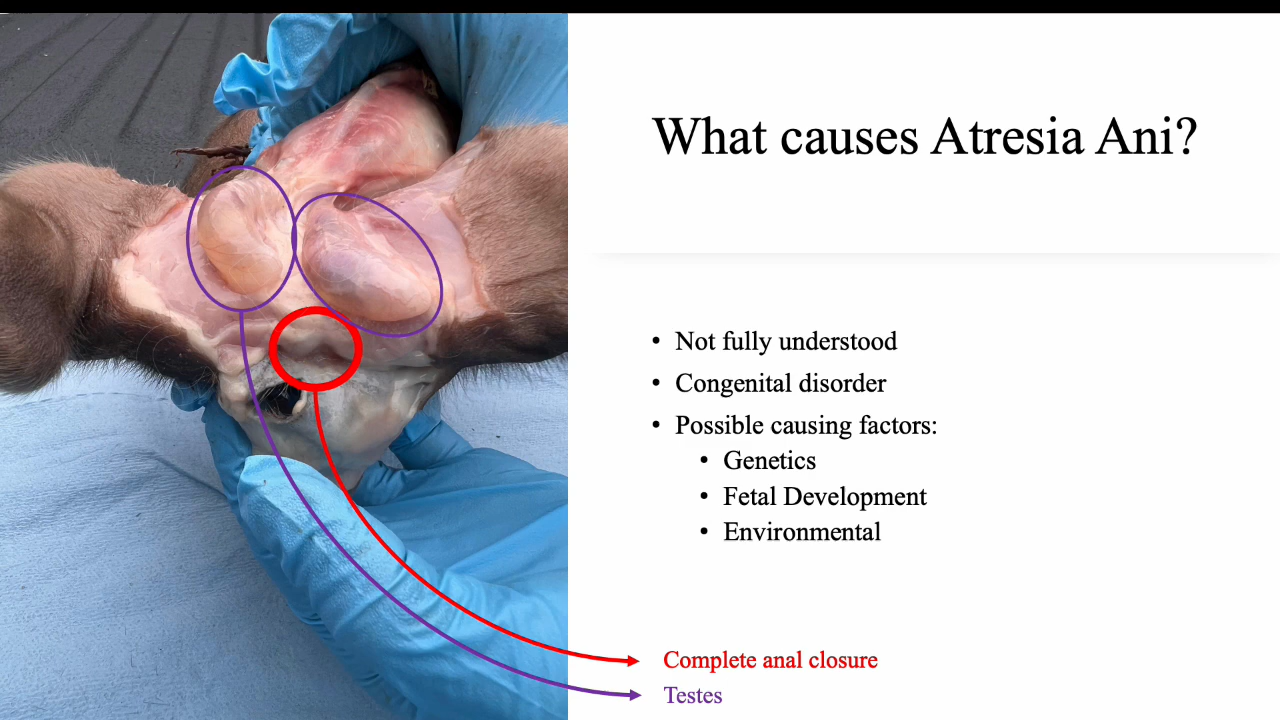 What causes Atresia Ani?
• Not fully understood
• Congenital disorder
• Possible causing factors:
• Genetics
• Fetal Development
• Environmental
Complete anal closure
Testes